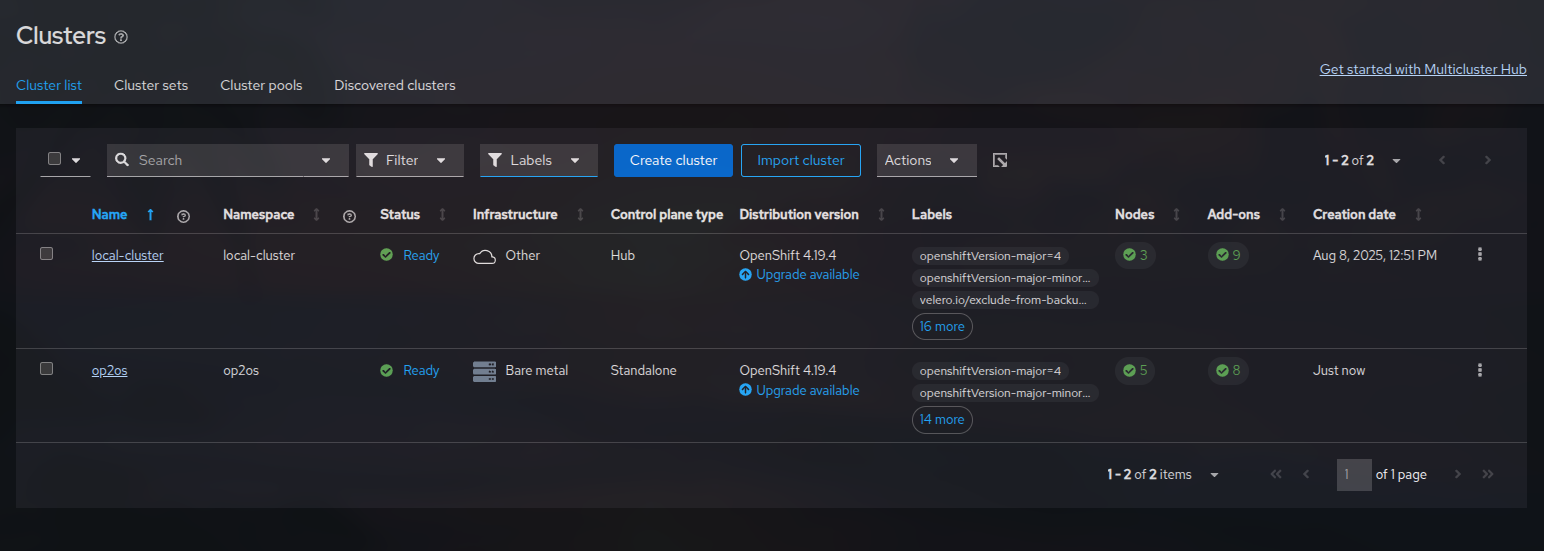 Clusters
Get started with Multicluster Hub
Cluster list Cluster sets Cluster pools Discovered clusters
Search Filter Labels Create cluster Import cluster Actions 1 - 2 of 2
Name Namespace Status Infrastructure Control plane type Distribution version Labels Nodes Add-ons Creation date
local-cluster local-cluster Ready Other Hub OpenShift 4.19.4 openshiftVersion-major=4 3 9 Aug 8, 2025, 12:51 PM
Upgrade available openshiftVersion-major-minor...
velero.io/exclude-from-backu...
16 more
op2os op2os Ready Bare metal Standalone OpenShift 4.19.4 openshiftVersion-major=4 5 8 Just now
Upgrade available openshiftVersion-major-minor...
14 more
1 - 2 of 2 items 1 of 1 page